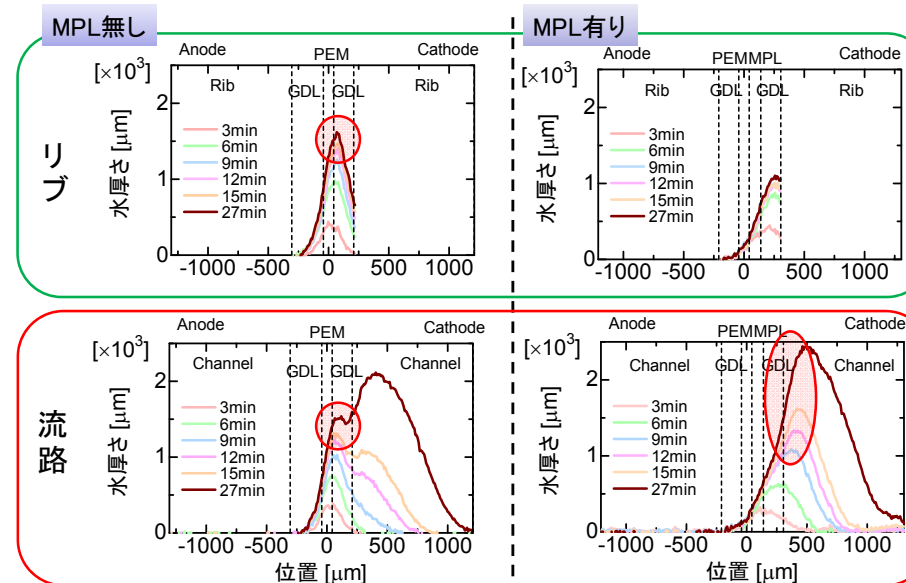 MPL無し
MPL有り
リブ
Anode
PEM
Cathode
[×10³]
Rib
GDL
GDL
Rib
水厚さ [μm]
2
1
0
3min
6min
9min
12min
15min
27min
-1000 -500 0 500 1000
Anode
PEMMPL
Cathode
[×10³]
Rib
GDL
GDL
Rib
水厚さ [μm]
2
1
0
3min
6min
9min
12min
15min
27min
-1000 -500 0 500 1000
流路
Anode
PEM
Cathode
[×10³]
Channel
GDL
GDL
Channel
水厚さ [μm]
2
1
0
3min
6min
9min
12min
15min
27min
-1000 -500 0 500 1000
位置 [μm]
Anode
PEMMPL
Cathode
[×10³]
Channel
GDL
GDL
Channel
水厚さ [μm]
2
1
0
3min
6min
9min
12min
15min
27min
-1000 -500 0 500 1000
位置 [μm]